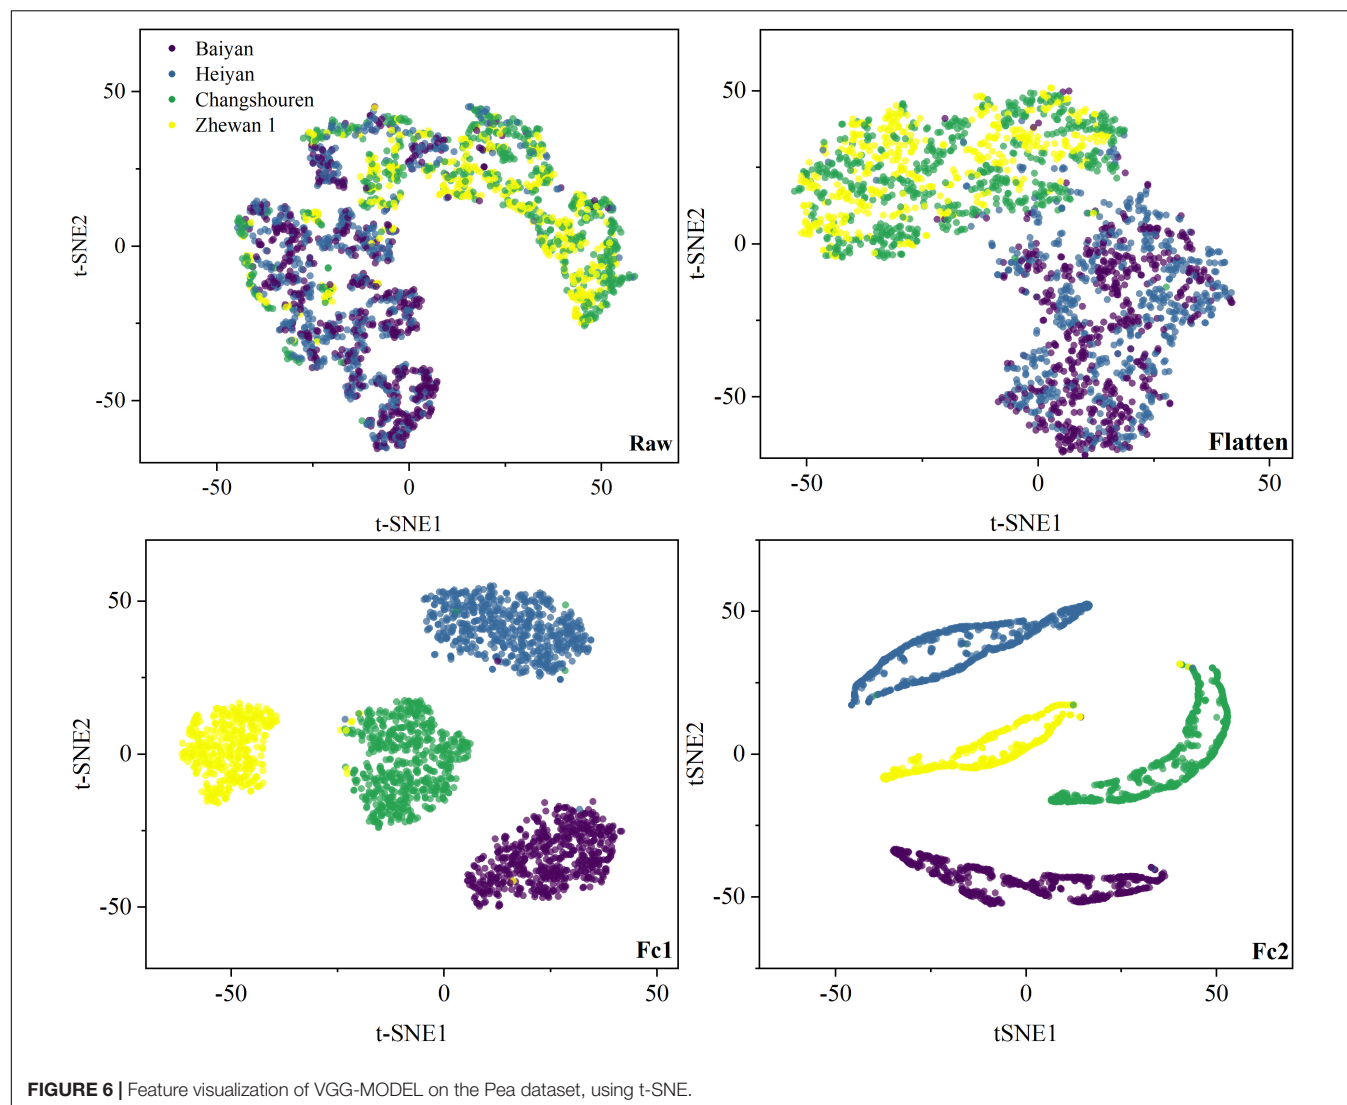 Baiyan
Heiyan
Changshouren
Zhewan 1
50
0
-50
t-SNE2
Raw
-50 0 50
t-SNE1
50
0
-50
t-SNE2
Flatten
-50 0 50
t-SNE1
50
0
-50
t-SNE2
Fc1
-50 0 50
t-SNE1
50
0
-50
tSNE2
Fc2
-50 0 50
tSNE1
FIGURE 6 | Feature visualization of VGG-MODEL on the Pea dataset, using t-SNE.